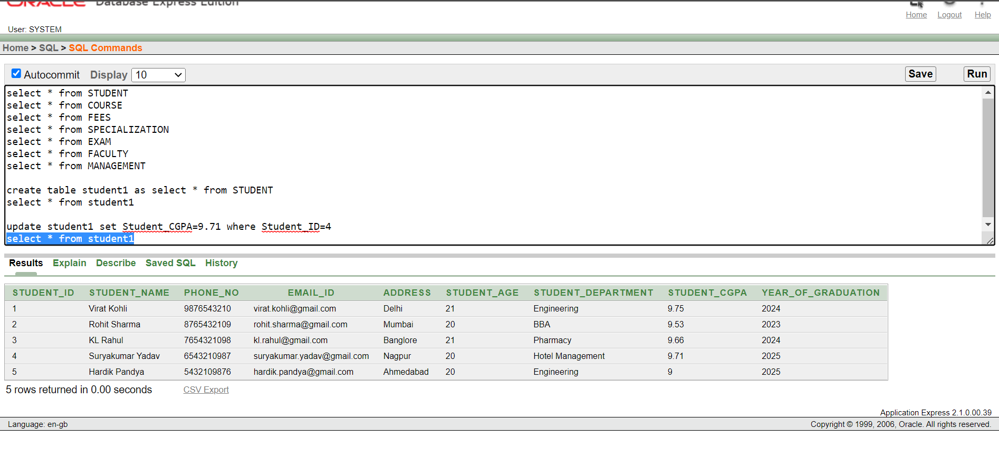 ORACLE Database Express Edition
Home Logout Help
User: SYSTEM
Home > SQL > SQL Commands
Autocommit Display 10 Save Run
select * from STUDENT
select * from COURSE
select * from FEES
select * from SPECIALIZATION
select * from EXAM
select * from FACULTY
select * from MANAGEMENT
create table student1 as select * from STUDENT
select * from student1
update student1 set Student_CGPA=9.71 where Student_ID=4
select * from student1
Results Explain Describe Saved SQL History
STUDENT_ID STUDENT_NAME PHONE_NO EMAIL_ID ADDRESS STUDENT_AGE STUDENT_DEPARTMENT STUDENT_CGPA YEAR_OF_GRADUATION
1 Virat Kohli 9876543210 virat.kohli@gmail.com Delhi 21 Engineering 9.75 2024
2 Rohit Sharma 8765432109 rohit.sharma@gmail.com Mumbai 20 BBA 9.53 2023
3 KL Rahul 7654321098 kl.rahul@gmail.com Banglore 21 Pharmacy 9.66 2024
4 Suryakumar Yadav 6543210987 suryakumar.yadav@gmail.com Nagpur 20 Hotel Management 9.71 2025
5 Hardik Pandya 5432109876 hardik.pandya@gmail.com Ahmedabad 20 Engineering 9 2025
5 rows returned in 0.00 seconds CSV Export
Application Express 2.1.0.00.39
Language: en-gb Copyright © 1999, 2006, Oracle. All rights reserved.